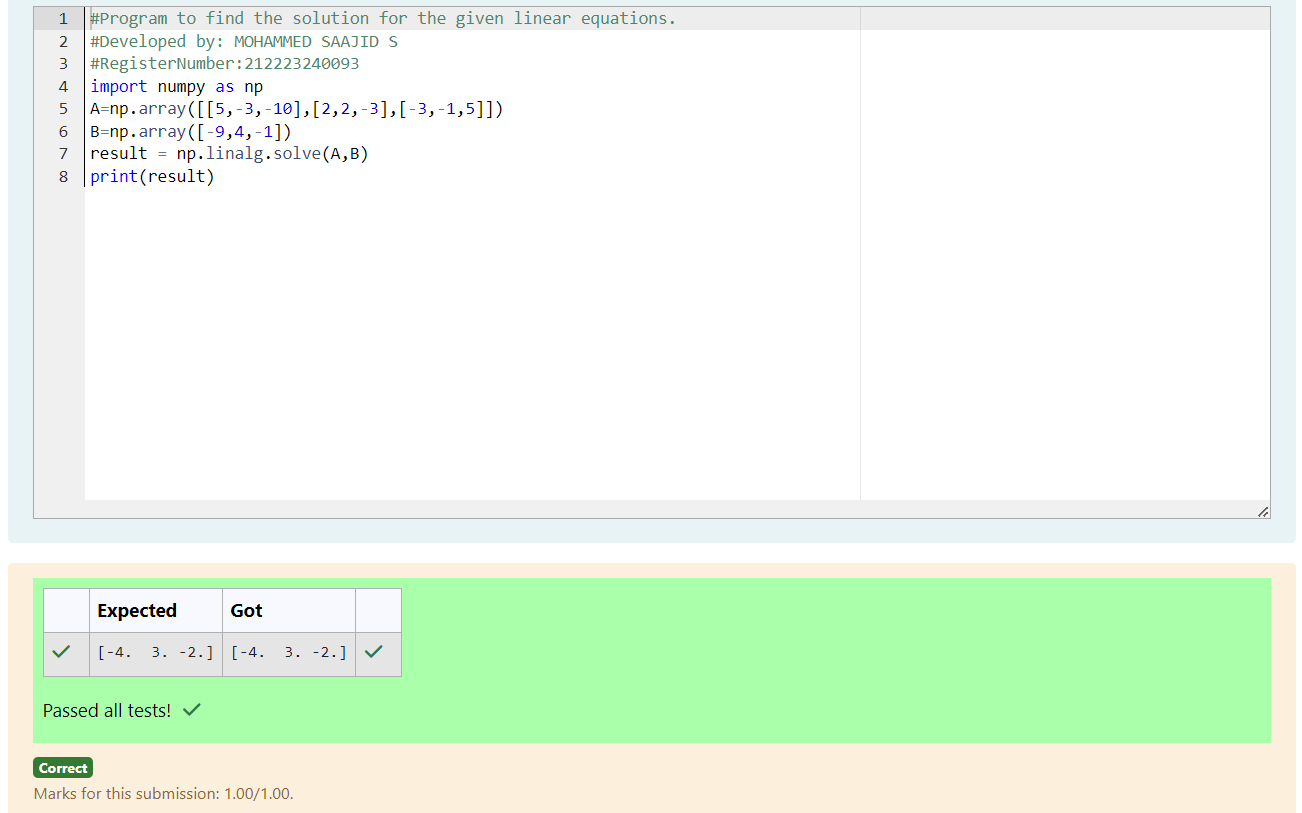 1 #Program to find the solution for the given linear equations.
2 #Developed by: MOHAMMED SAAJID S
3 #RegisterNumber:212223240093
4 import numpy as np
5 A=np.array([[5,-3,-10],[2,2,-3],[-3,-1,5]])
6 B=np.array([-9,4,-1])
7 result = np.linalg.solve(A,B)
8 print(result)
Expected Got
[-4.  3. -2.] [-4.  3. -2.]
Passed all tests!
Correct
Marks for this submission: 1.00/1.00.